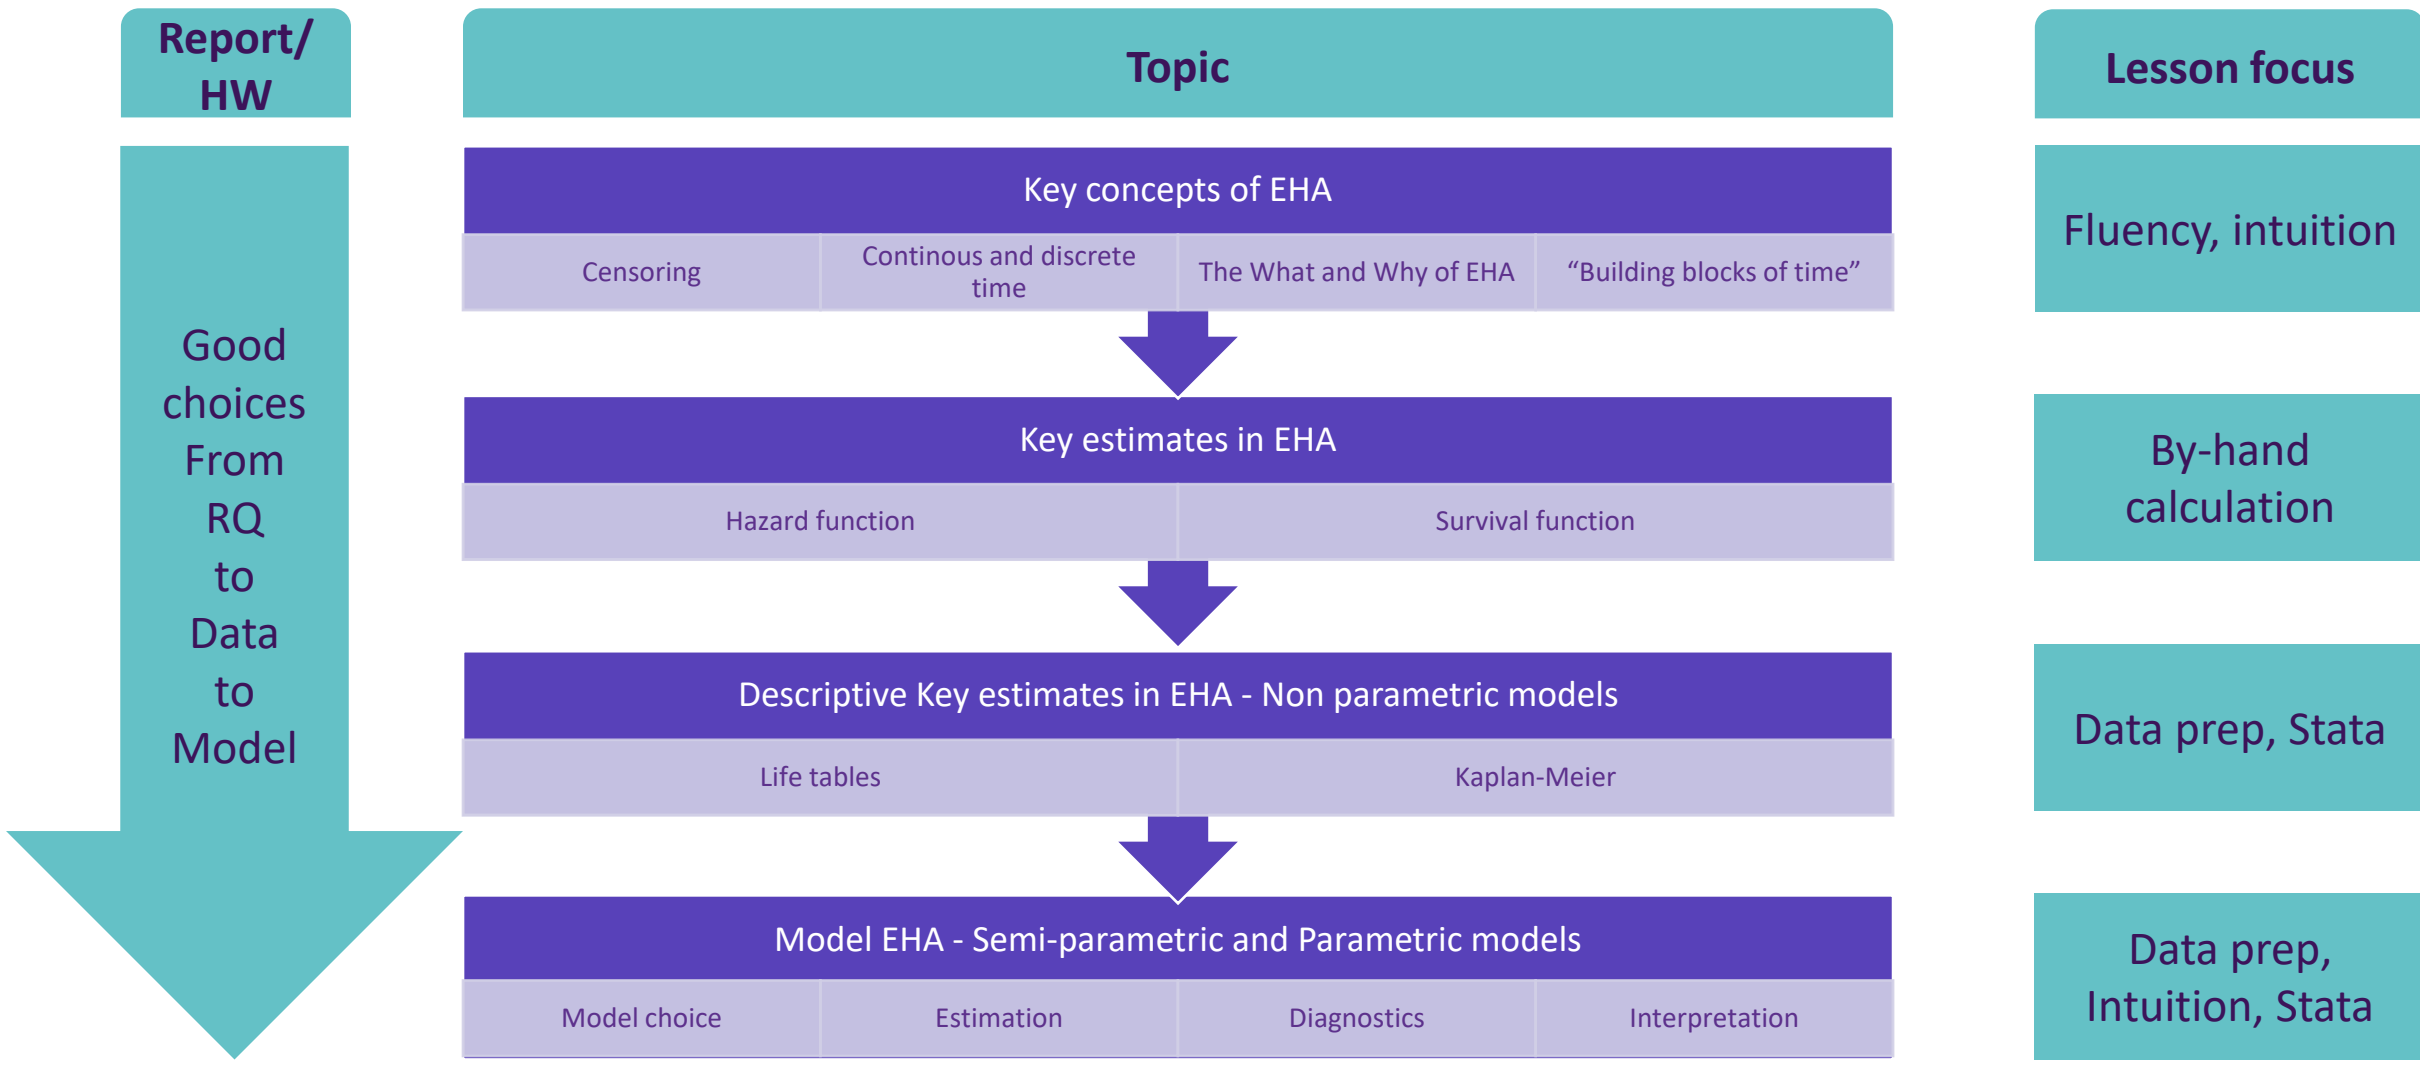 Report/
HW
Topic
Lesson focus
Good
choices
From
RQ
to
Data
to
Model
Key concepts of EHA
Censoring
Continous and discrete
time
The What and Why of EHA
“Building blocks of time”
Fluency, intuition
Key estimates in EHA
Hazard function
Survival function
By-hand
calculation
Descriptive Key estimates in EHA - Non parametric models
Life tables
Kaplan-Meier
Data prep, Stata
Model EHA - Semi-parametric and Parametric models
Model choice
Estimation
Diagnostics
Interpretation
Data prep,
Intuition, Stata